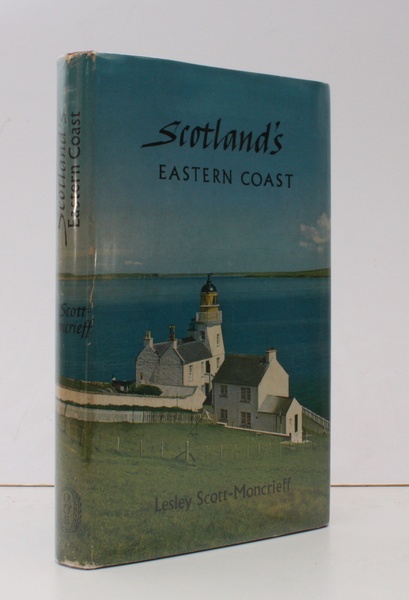 Scotland's
EASTERN COAST
Lesley Scott-Moncrieff
Scotland's
Eastern Coast
Scott-
Moncrieff